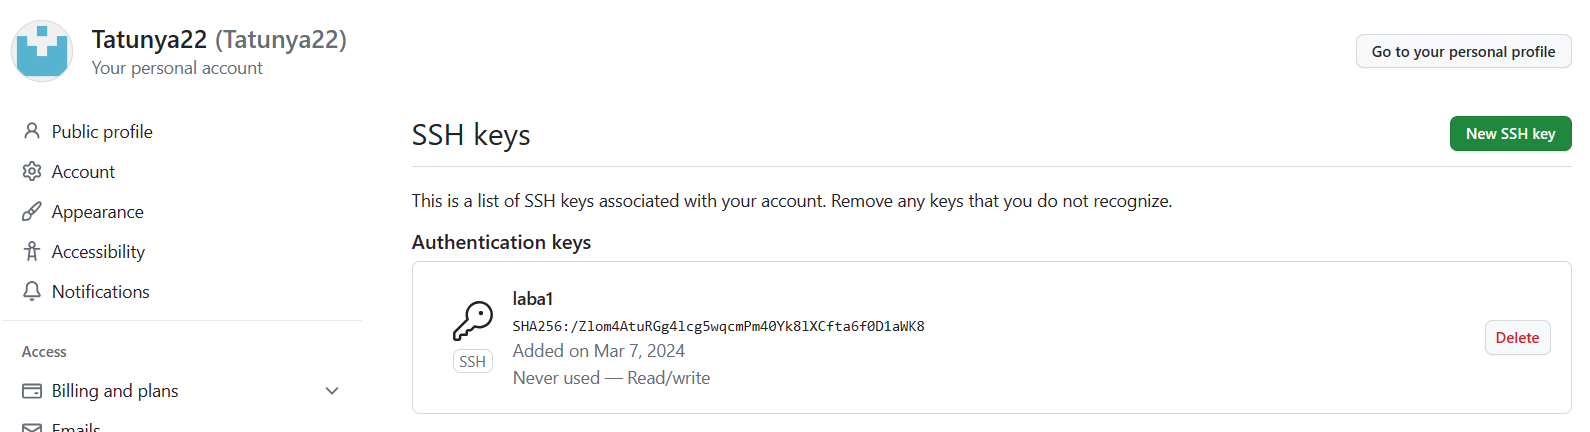 Tatunya22 (Tatunya22)
Your personal account
Go to your personal profile
Public profile
Account
Appearance
Accessibility
Notifications
Access
Billing and plans
Emails
SSH keys
New SSH key
This is a list of SSH keys associated with your account. Remove any keys that you do not recognize.
Authentication keys
laba1
SHA256:/Zlom4AtuRGg4lcg5wqcmPm40Yk8lXCfta6f0D1aWK8
Added on Mar 7, 2024
Never used — Read/write
SSH
Delete